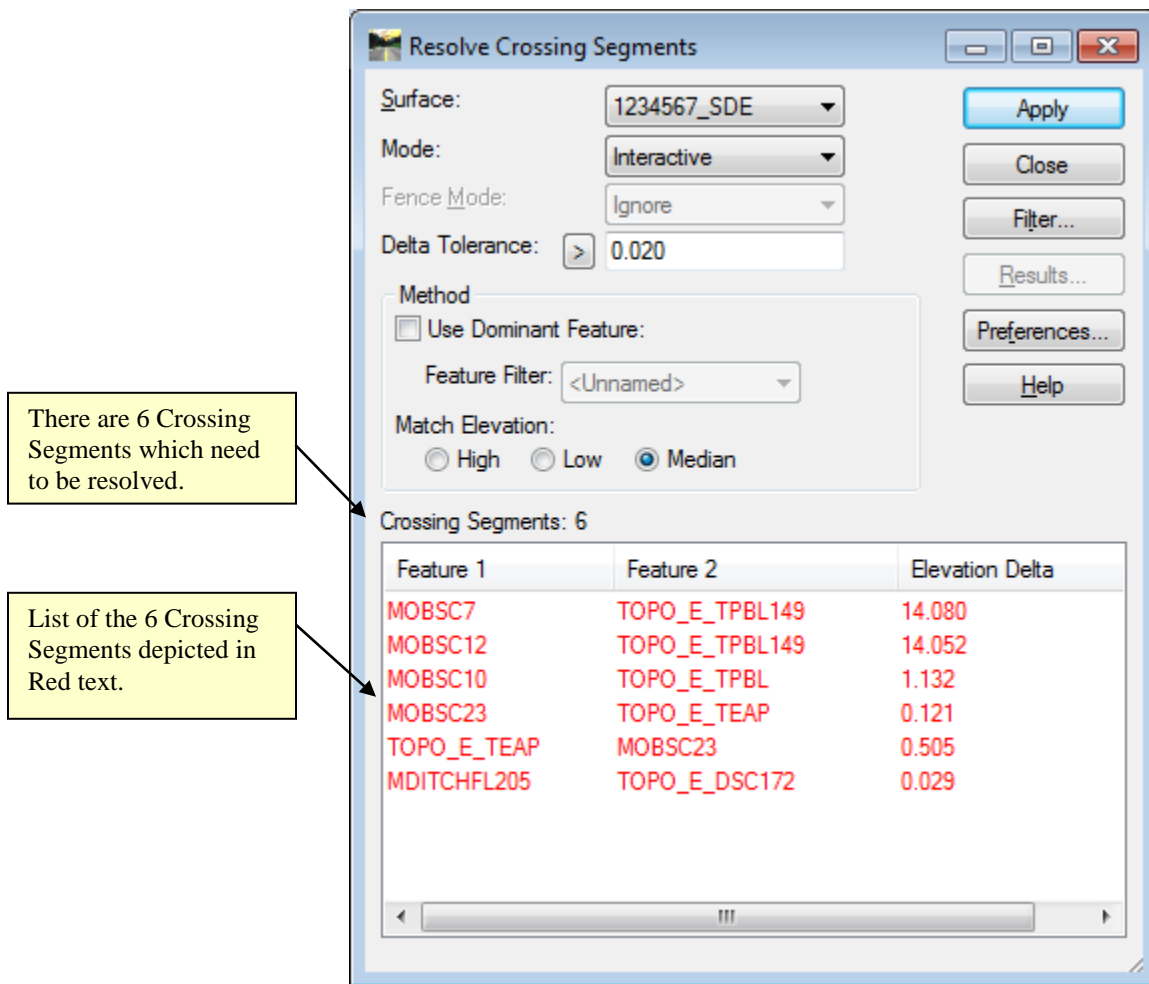 Resolve Crossing Segments
Surface: 1234567_SDE
Apply
Mode: Interactive
Close
Fence Mode: Ignore
Filter...
Delta Tolerance: > 0.020
Results...
Method
Use Dominant Feature:
Preferences...
Feature Filter: <Unnamed>
Help
Match Elevation:
High Low Median
There are 6 Crossing
Segments which need
to be resolved.
Crossing Segments: 6
Feature 1 Feature 2 Elevation Delta
List of the 6 Crossing
Segments depicted in
Red text.
MOBSC7 TOPO_E_TPBL149 14.080
MOBSC12 TOPO_E_TPBL149 14.052
MOBSC10 TOPO_E_TPBL 1.132
MOBSC23 TOPO_E_TEAP 0.121
TOPO_E_TEAP MOBSC23 0.505
MDITCHFL205 TOPO_E_DSC172 0.029